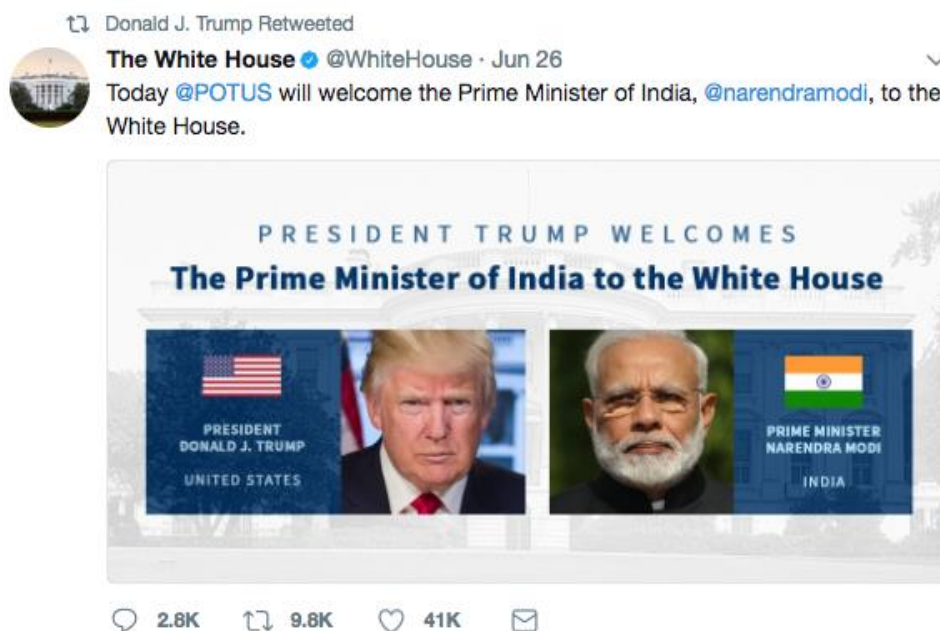 Donald J. Trump Retweeted
The White House @WhiteHouse · Jun 26
Today @POTUS will welcome the Prime Minister of India, @narendramodi, to the
White House.
PRESIDENT TRUMP WELCOMES
The Prime Minister of India to the White House
PRESIDENT
DONALD J. TRUMP
UNITED STATES
PRIME MINISTER
NARENDRA MODI
INDIA
2.8K 9.8K 41K